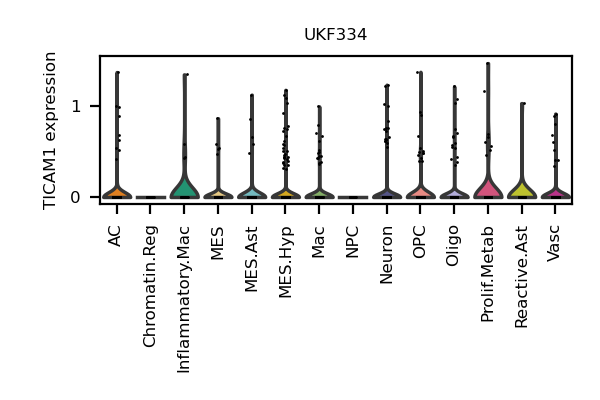 UKF334
TICAM1 expression
1
0
AC
Chromatin.Reg
Inflammatory.Mac
MES
MES.Ast
MES.Hyp
Mac
NPC
Neuron
OPC
Oligo
Prolif.Metab
Reactive.Ast
Vasc